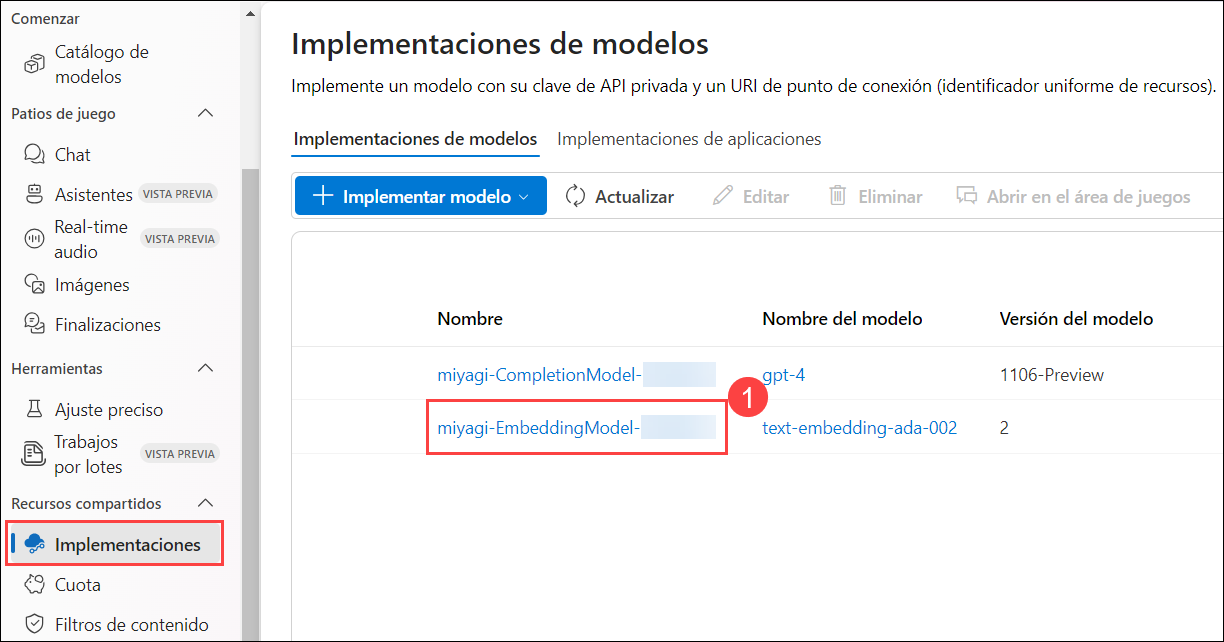 Comenzar
Catálogo de
modelos
Patios de juego
Chat
Asistentes VISTA PREVIA
Real-time
audio
VISTA PREVIA
Imágenes
Finalizaciones
Herramientas
Ajuste preciso
Trabajos
por lotes
VISTA PREVIA
Recursos compartidos
Implementaciones
Cuota
Filtros de contenido
Implementaciones de modelos
Implemente un modelo con su clave de API privada y un URI de punto de conexión (identificador uniforme de recursos).
Implementaciones de modelos Implementaciones de aplicaciones
Implementar modelo Actualizar Editar Eliminar Abrir en el área de juegos
Nombre Nombre del modelo Versión del modelo
miyagi-CompletionModel- gpt-4 1106-Preview
1
miyagi-EmbeddingModel- text-embedding-ada-002 2